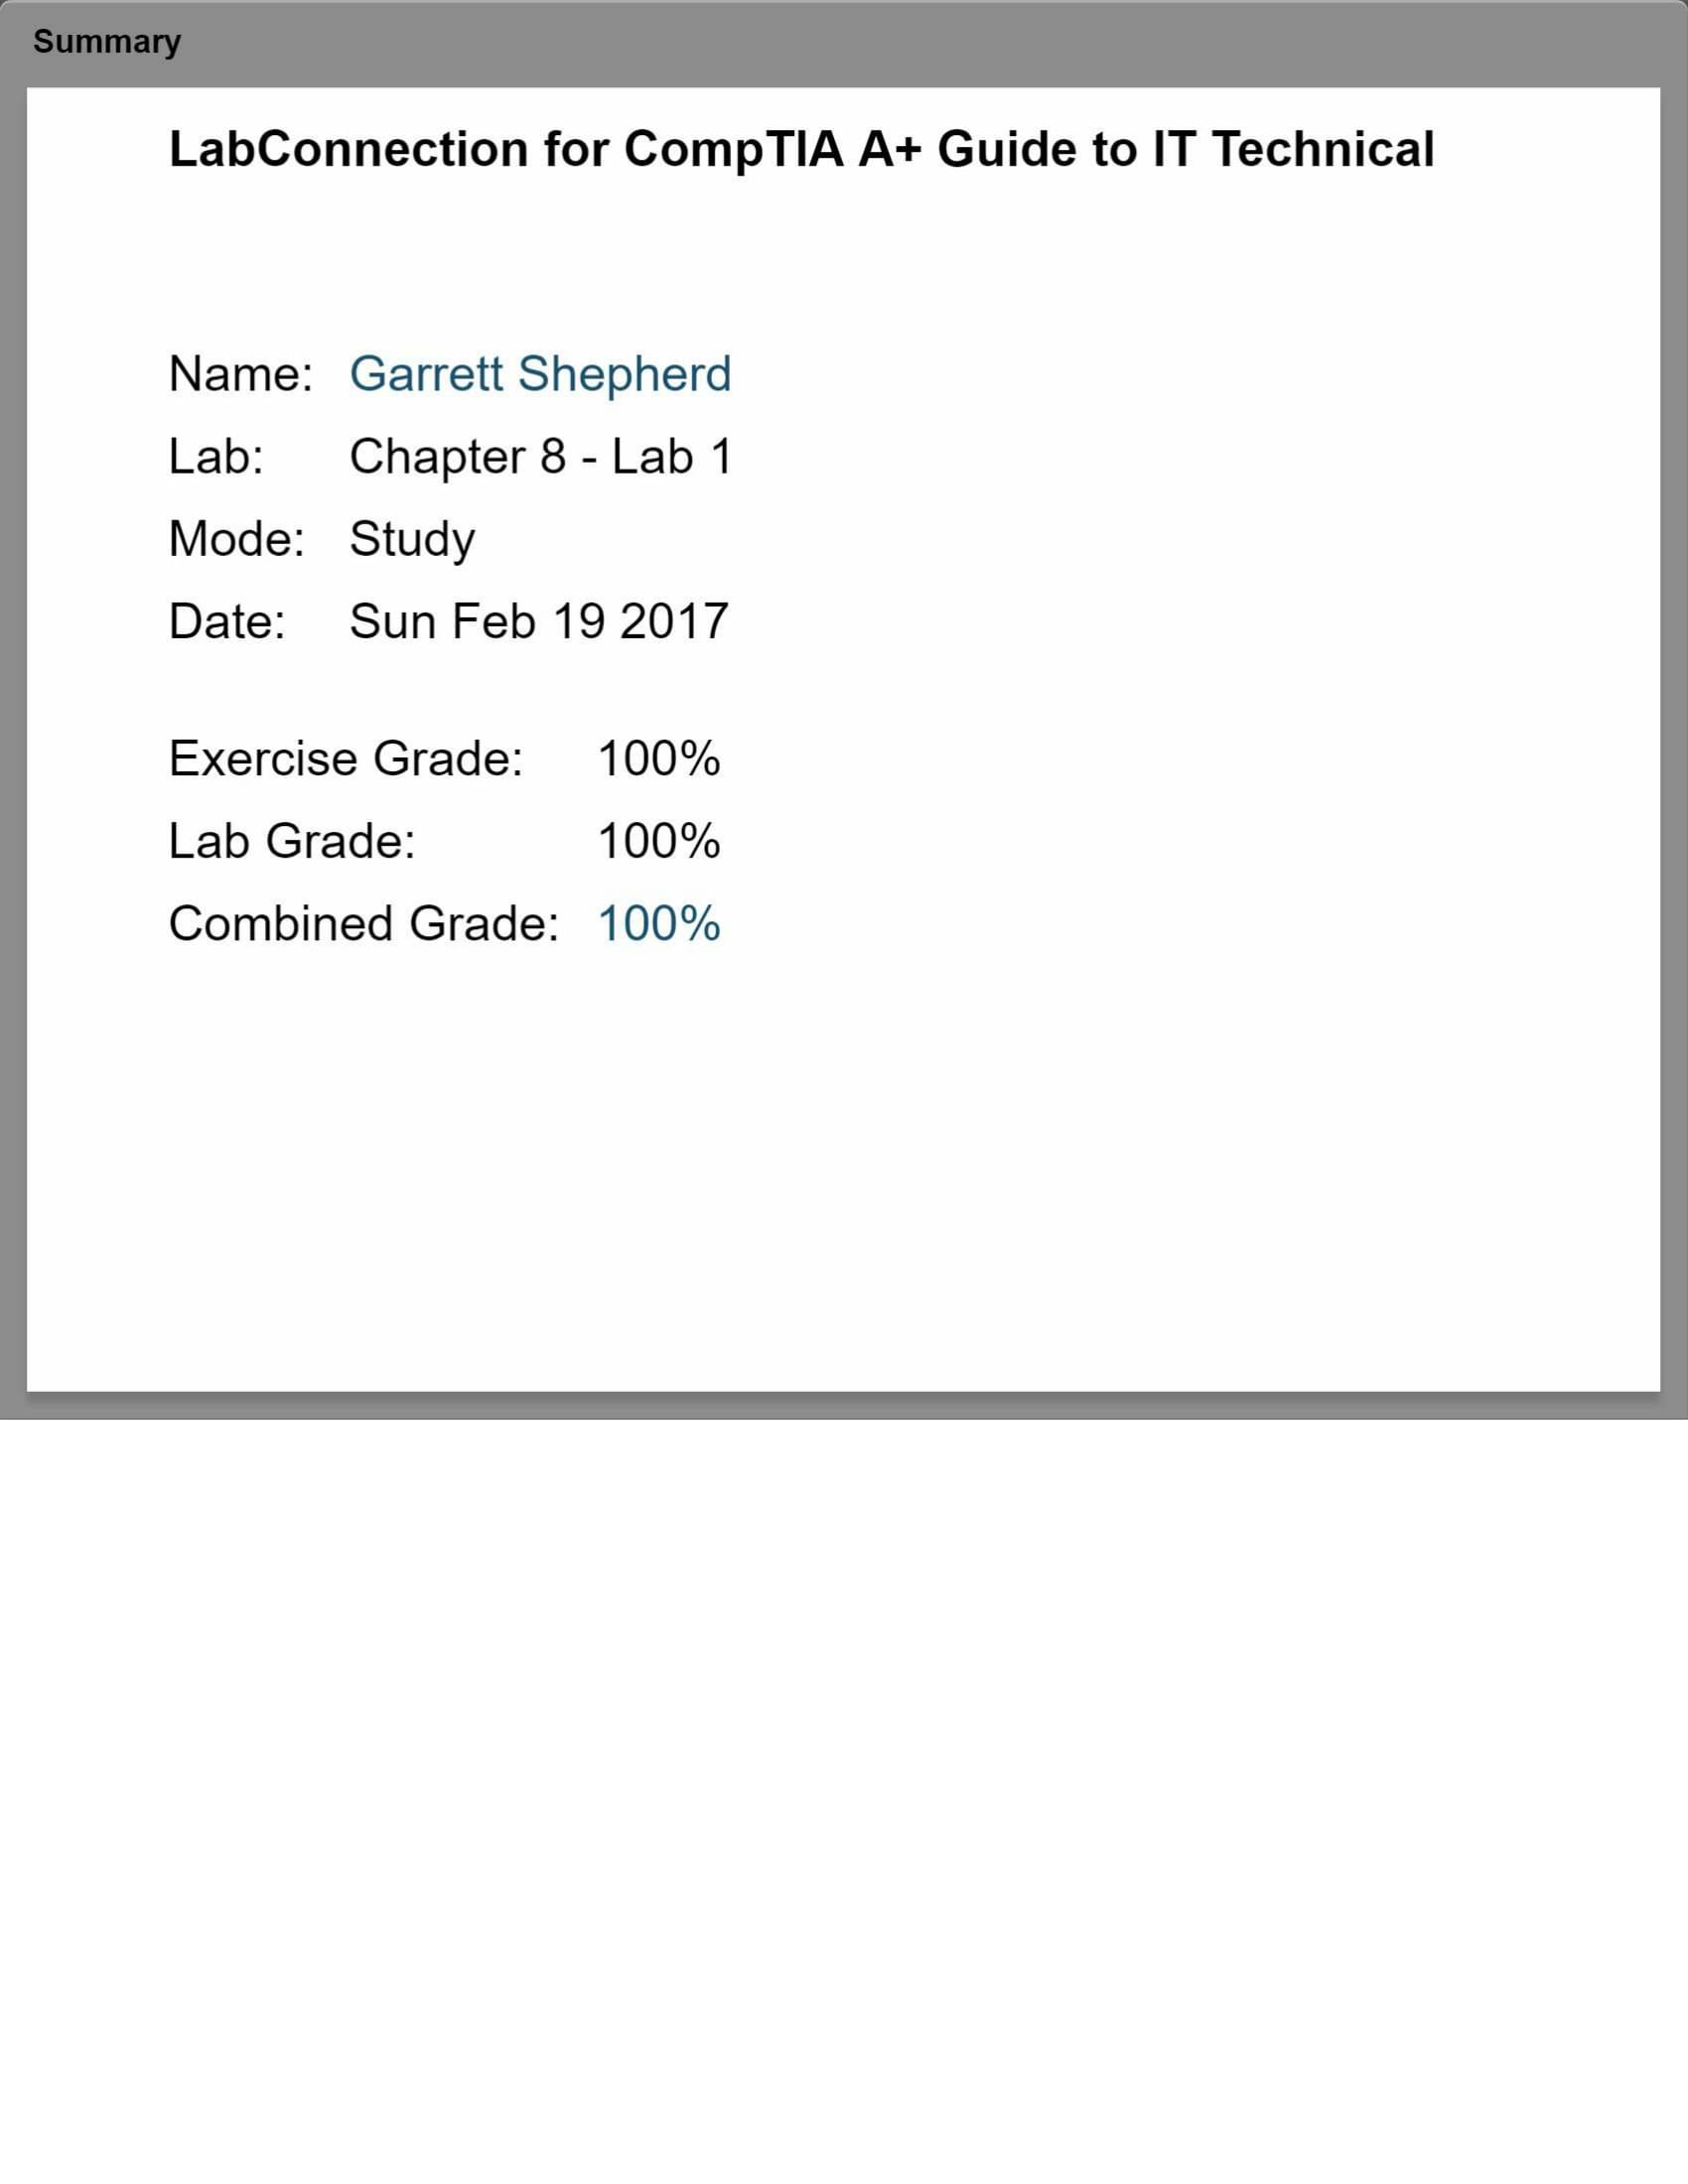 Summary
LabConnection for CompTIA A+ Guide to IT Technical
Name: Garrett Shepherd
Lab: Chapter 8 - Lab 1
Mode: Study
Date: Sun Feb 19 2017
Exercise Grade: 100%
Lab Grade: 100%
Combined Grade: 100%